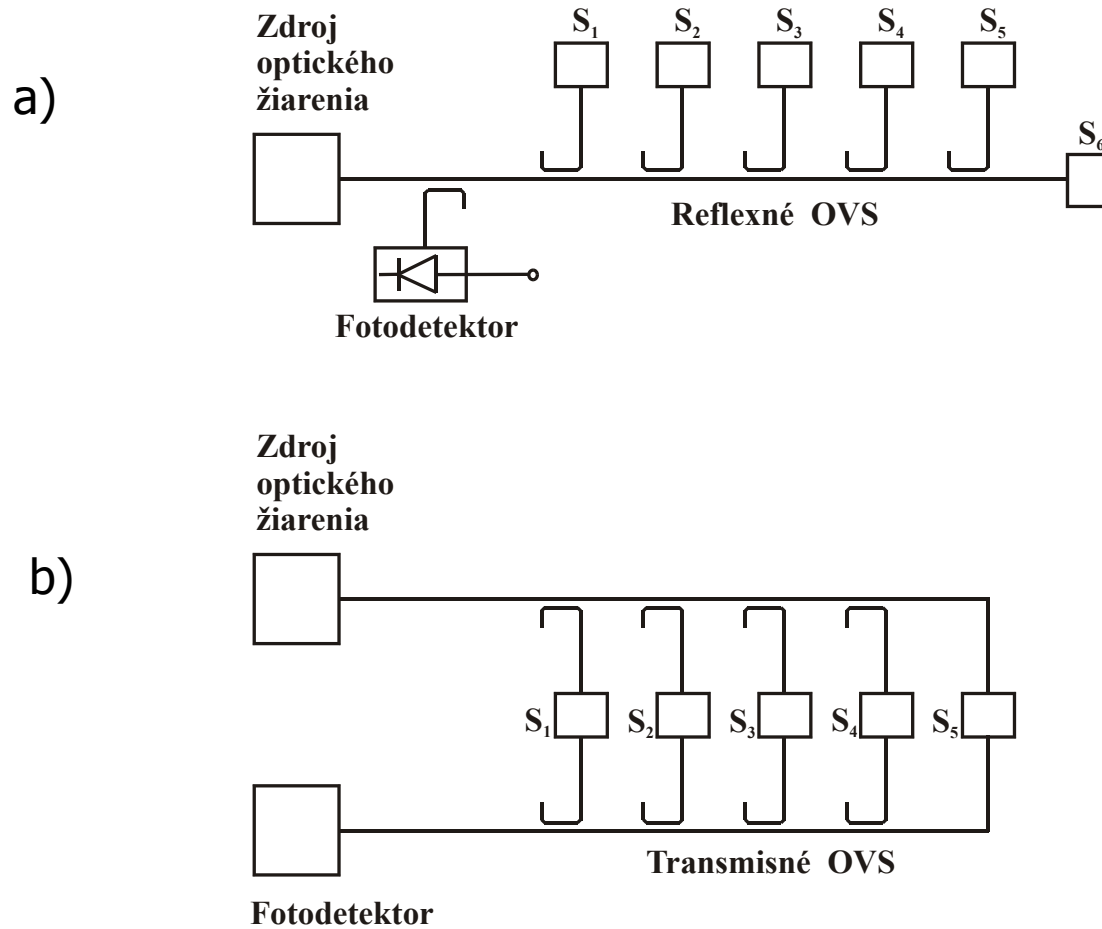 a)
Zdroj
optického
žiarenia
S₁ S₂ S₃ S₄ S₅
S₆
Reflexné OVS
Fotodetektor
b)
Zdroj
optického
žiarenia
S₁ S₂ S₃ S₄ S₅
Transmisné OVS
Fotodetektor